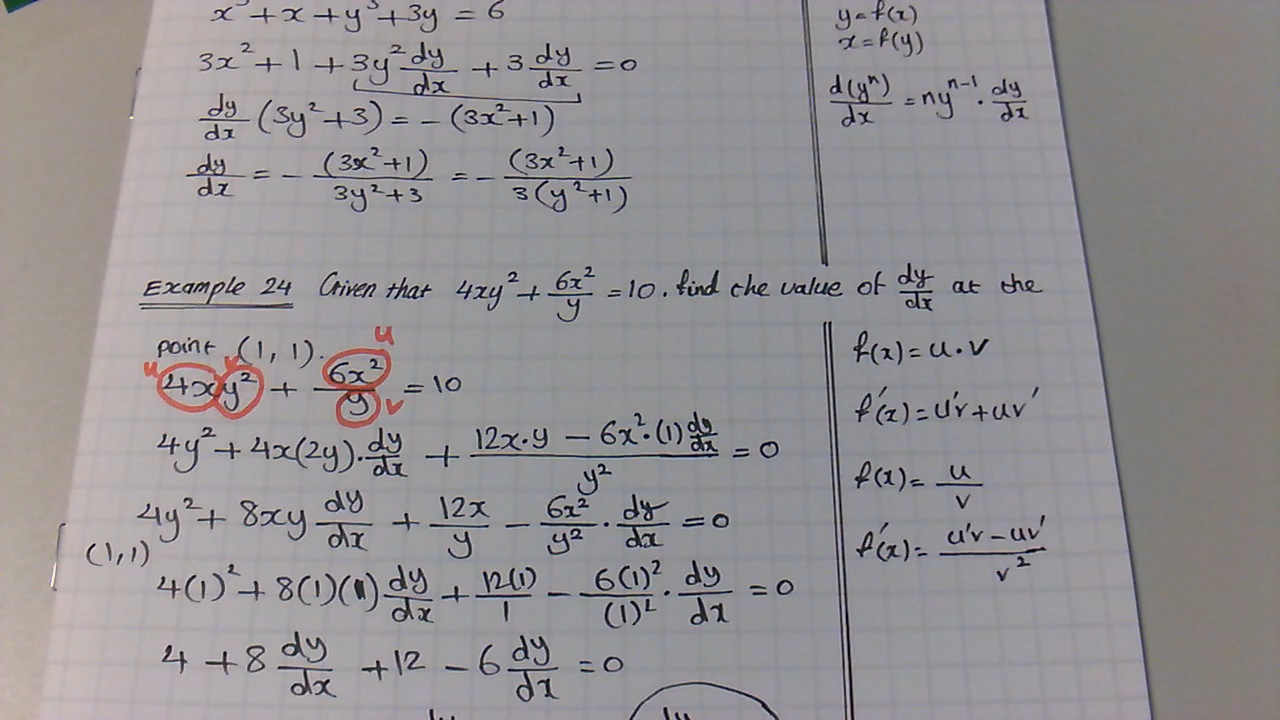 x³ + x + y³ + 3y = 6
3x² + 1 + 3y² dy/dx + 3 dy/dx = 0
dy/dx (3y² + 3) = - (3x² + 1)
dy/dx = - (3x² + 1)/(3y² + 3) = - (3x² + 1)/(3(y² + 1))
y = f(x)
x = f(y)
d(yⁿ)/dx = nyⁿ⁻¹ · dy/dx
Example 24 Given that 4xy² + 6x²/y = 10. find the value of dy/dx at the
point (1, 1).
u v u
4xy² + 6x²/y = 10
v
4y² + 4x(2y) · dy/dx + (12x·y - 6x²·(1) dy/dx)/y² = 0
4y² + 8xy dy/dx + 12x/y - 6x²/y² · dy/dx = 0
(1,1)
4(1)² + 8(1)(1) dy/dx + 12(1)/1 - 6(1)²/(1)² · dy/dx = 0
4 + 8 dy/dx + 12 - 6 dy/dx = 0
f(x) = u · v
f'(x) = u'v + uv'
f(x) = u/v
f'(x) = (u'v - uv')/v²